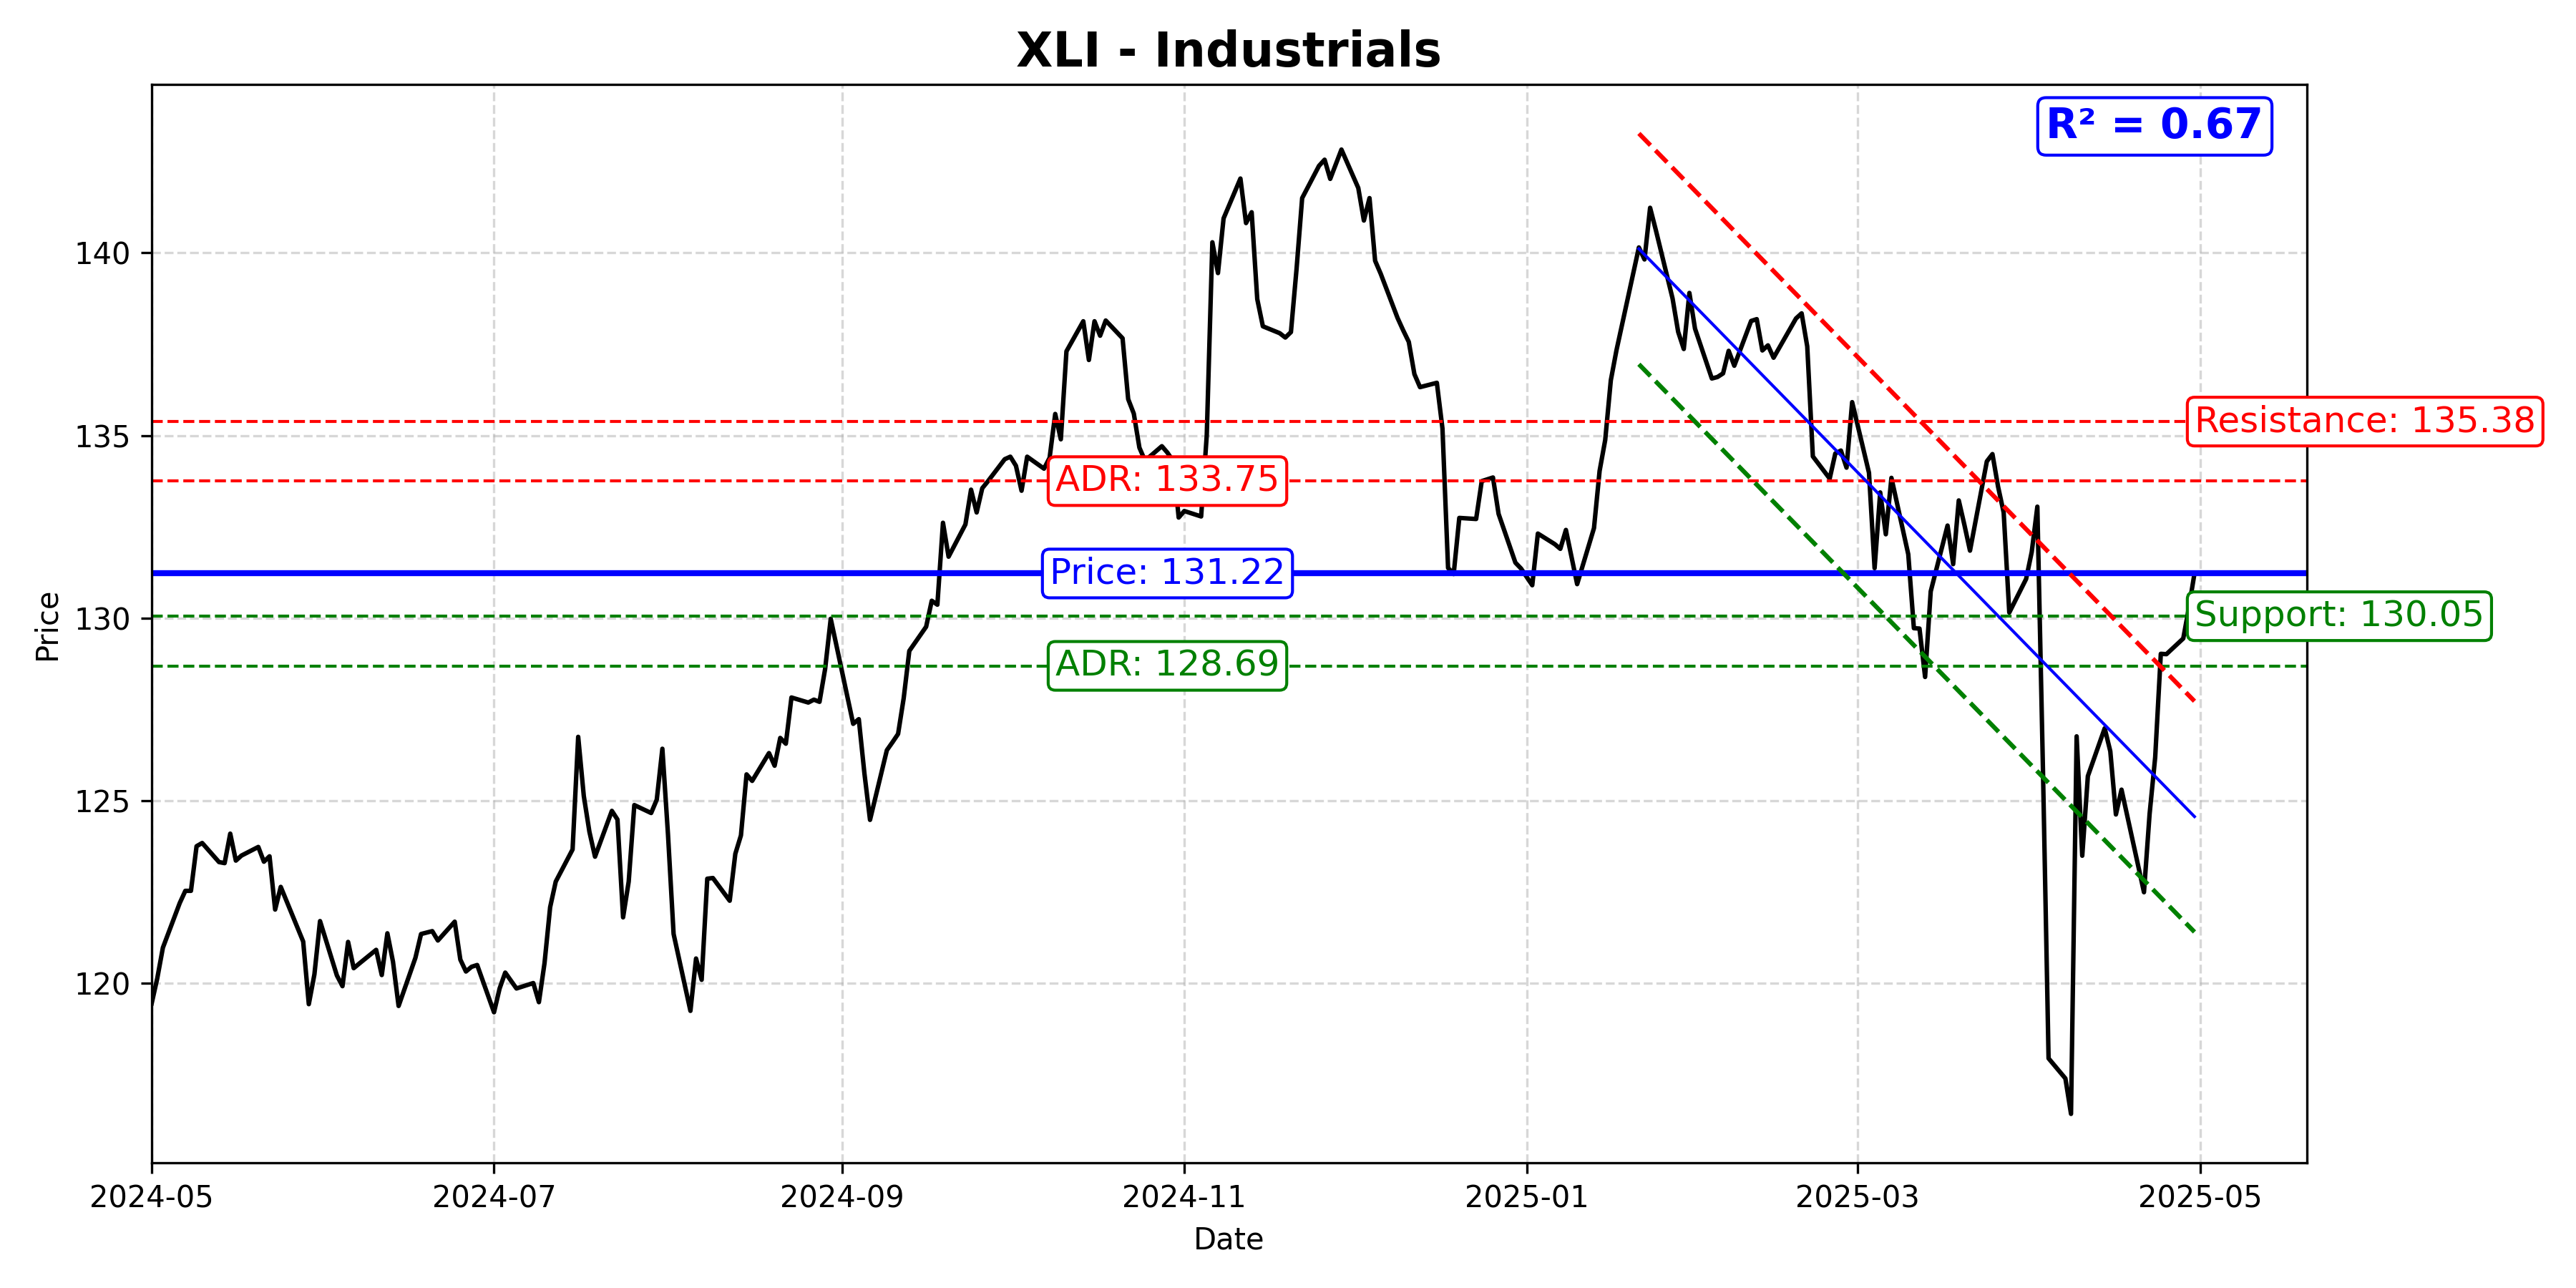 XLI - Industrials
R² = 0.67
140
135
130
125
120
Price
Resistance: 135.38
ADR: 133.75
Price: 131.22
Support: 130.05
ADR: 128.69
2024-05
2024-07
2024-09
2024-11
2025-01
2025-03
2025-05
Date